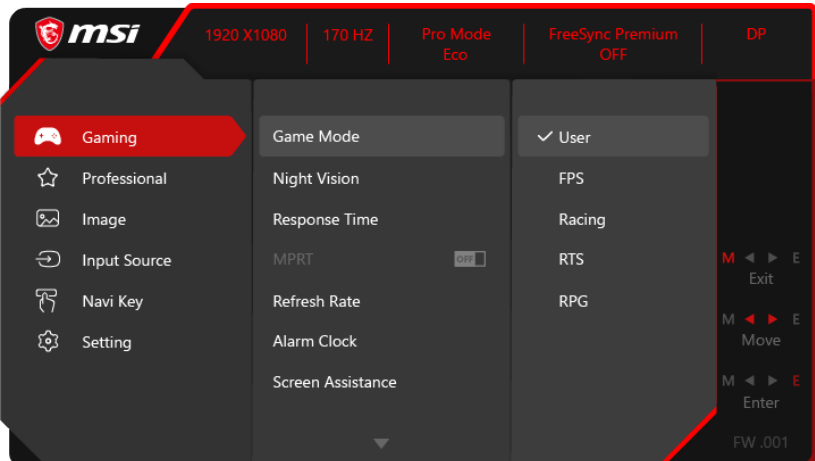 msi
1920 X1080
170 HZ
Pro Mode
Eco
FreeSync Premium
OFF
DP
Gaming
Professional
Image
Input Source
Navi Key
Setting
Game Mode
Night Vision
Response Time
MPRT OFF
Refresh Rate
Alarm Clock
Screen Assistance
User
FPS
Racing
RTS
RPG
M ◄ ► E
Exit
M ◄ ► E
Move
M ◄ ► E
Enter
FW .001